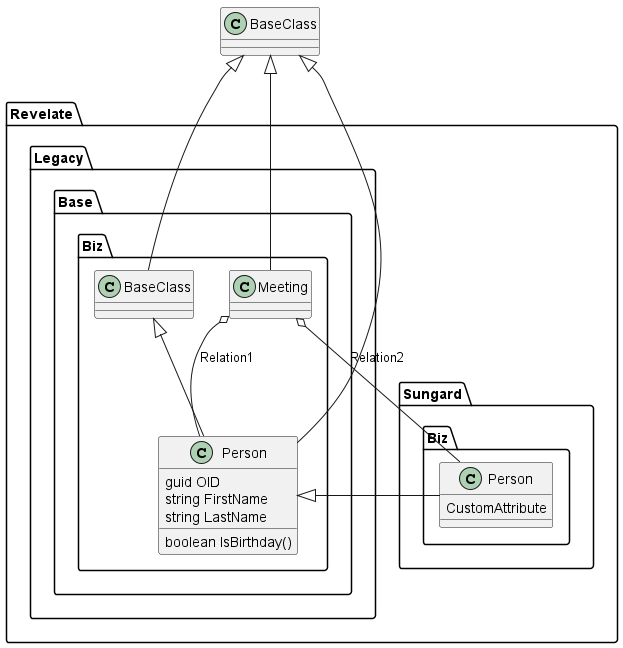 C BaseClass
Revelate
Legacy
Base
Biz
C BaseClass
C Meeting
Relation1
Relation2
Sungard
Biz
C Person
guid OID
string FirstName
string LastName
boolean IsBirthday()
C Person
CustomAttribute